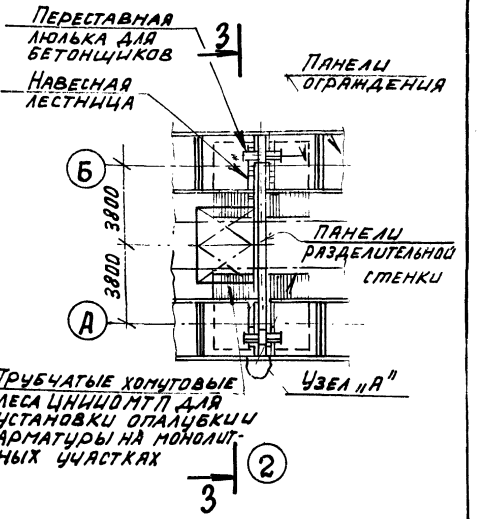 Переставная
люлька для
бетонщиков
3
Навесная
лестница
Панели
ограждения
Б
3800
3800
Панели
разделительной
стенки
А
Трубчатые хомутовые
леса ЦНИИОМТП для
установки опалубки и
арматуры на монолит-
ных участках
Узел „А"
3
2